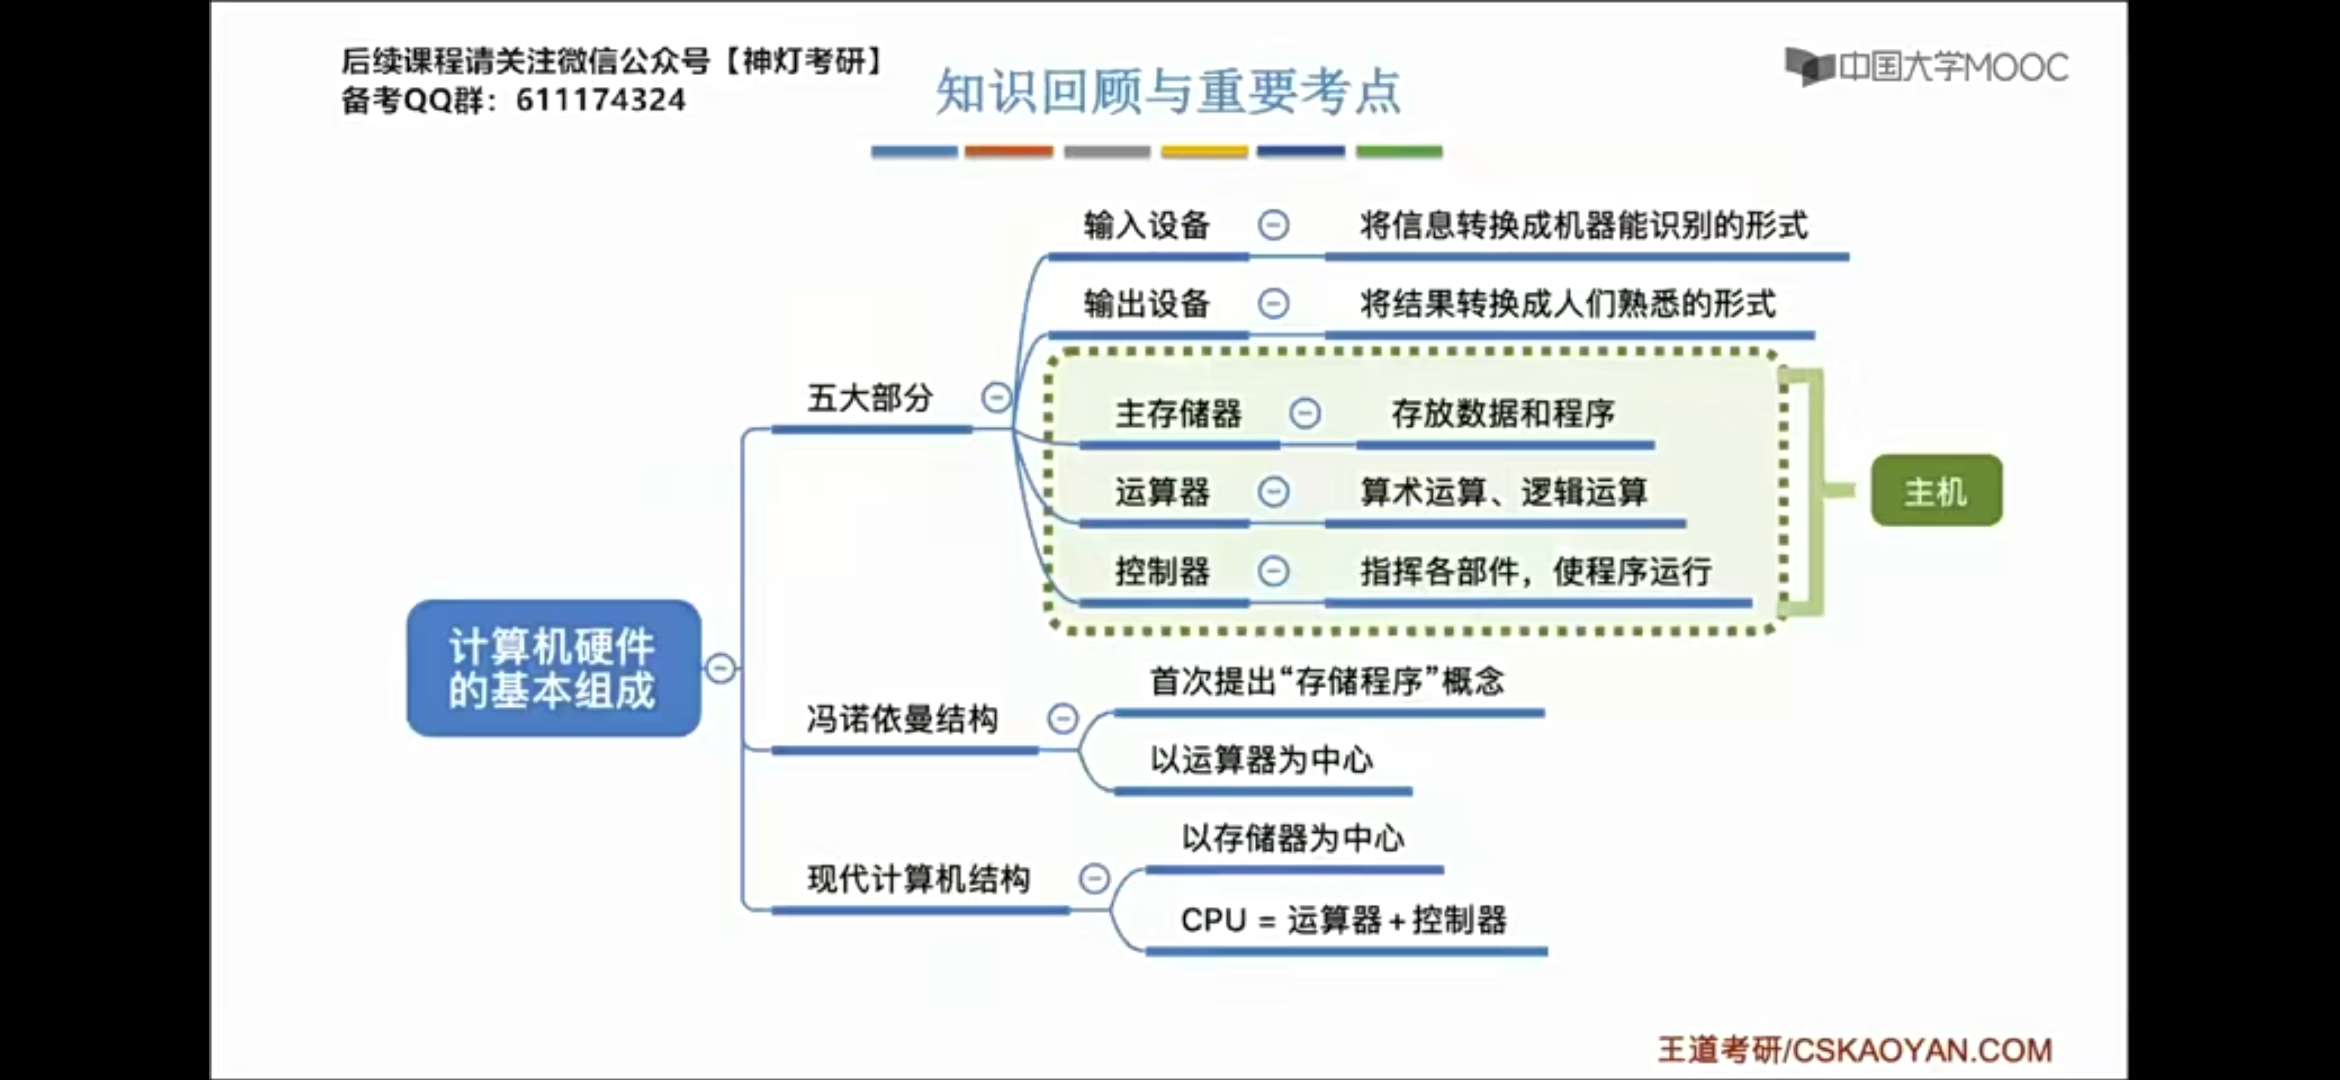 后续课程请关注微信公众号【神灯考研】
备考QQ群：611174324
知识回顾与重要考点
中国大学MOOC
输入设备
将信息转换成机器能识别的形式
输出设备
将结果转换成人们熟悉的形式
五大部分
主存储器
存放数据和程序
运算器
算术运算、逻辑运算
主机
控制器
指挥各部件，使程序运行
计算机硬件
的基本组成
冯诺依曼结构
首次提出“存储程序”概念
以运算器为中心
现代计算机结构
以存储器为中心
CPU = 运算器+控制器
王道考研/CSKAOYAN.COM